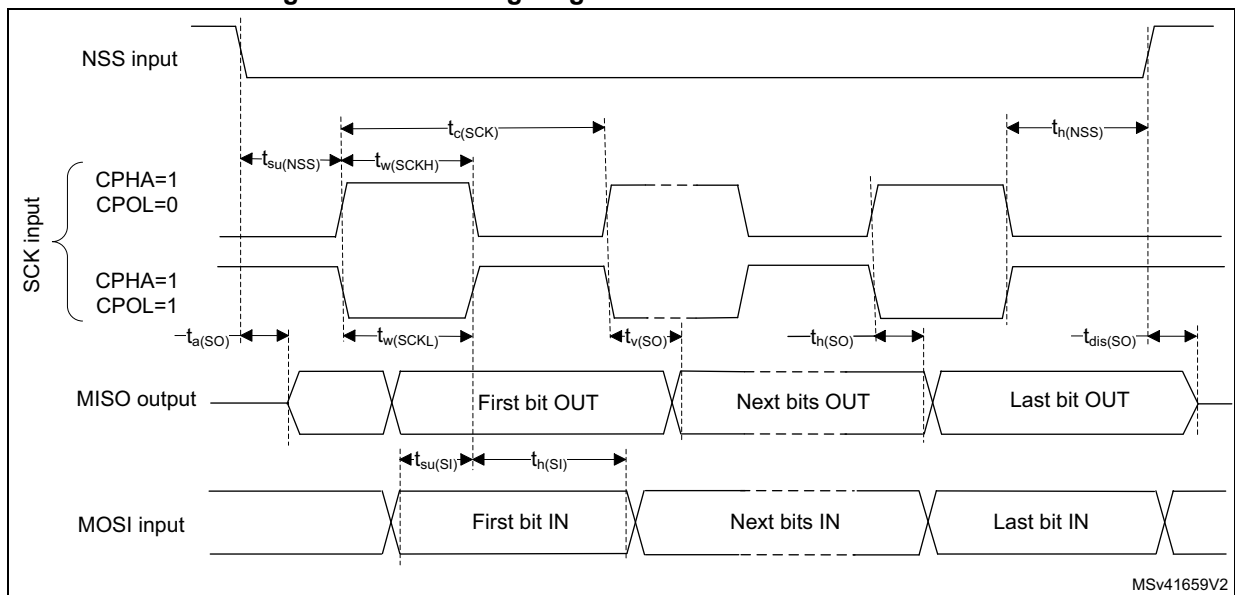 NSS input
tc(SCK)
th(NSS)
tsu(NSS)
tw(SCKH)
CPHA=1
CPOL=0
SCK input
CPHA=1
CPOL=1
ta(SO)
tw(SCKL)
tv(SO)
th(SO)
tdis(SO)
MISO output
First bit OUT
Next bits OUT
Last bit OUT
tsu(SI)
th(SI)
MOSI input
First bit IN
Next bits IN
Last bit IN
MSv41659V2